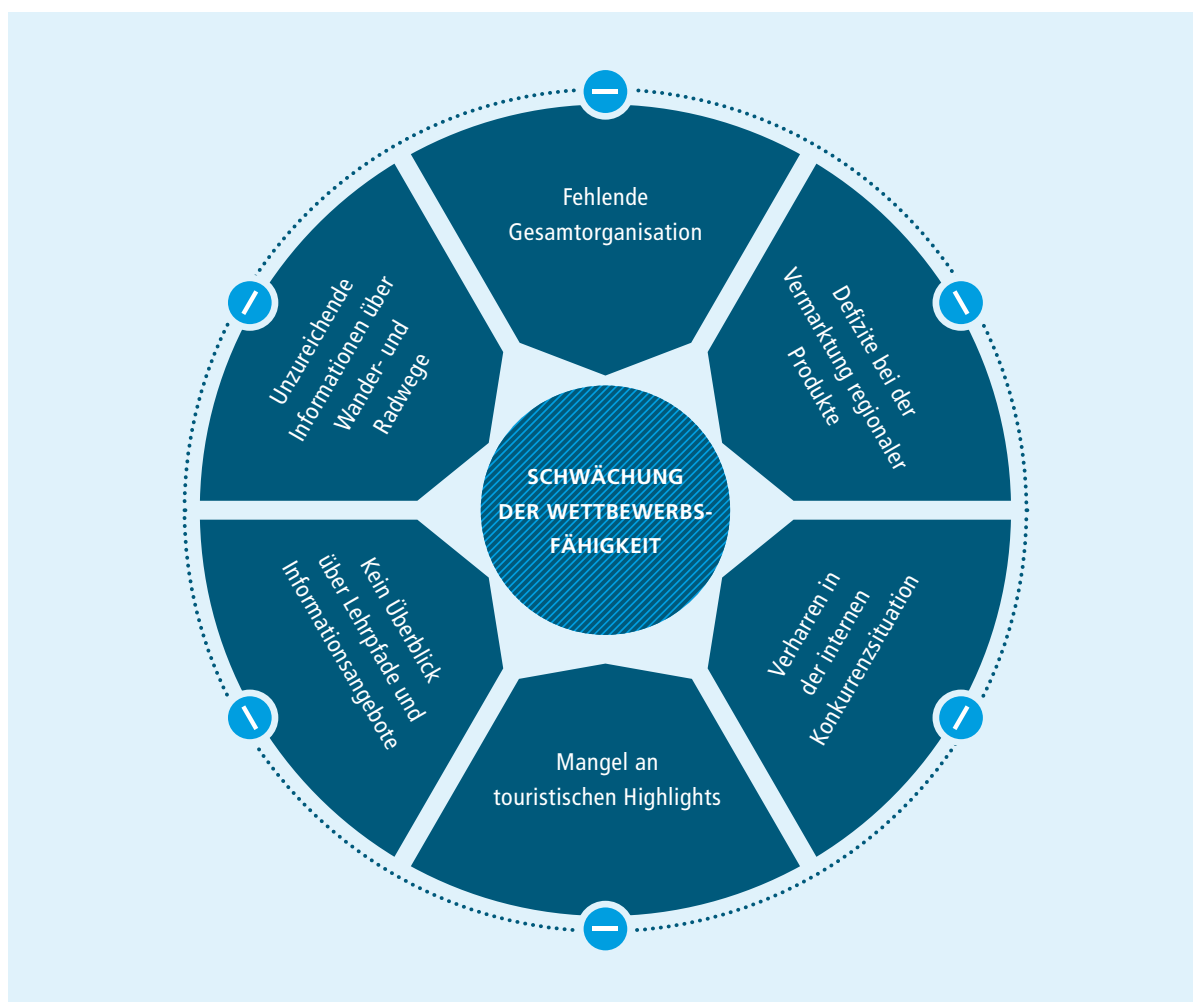 Fehlende
Gesamtorganisation
Defizite bei der
Vermarktung regionaler
Produkte
Verharren in
der internen
Konkurrenzsituation
Mangel an
touristischen Highlights
Kein Überblick
über Lehrpfade und
Informationsangebote
Unzureichende
Informationen über
Wander- und
Radwege
SCHWÄCHUNG
DER WETTBEWERBS-
FÄHIGKEIT